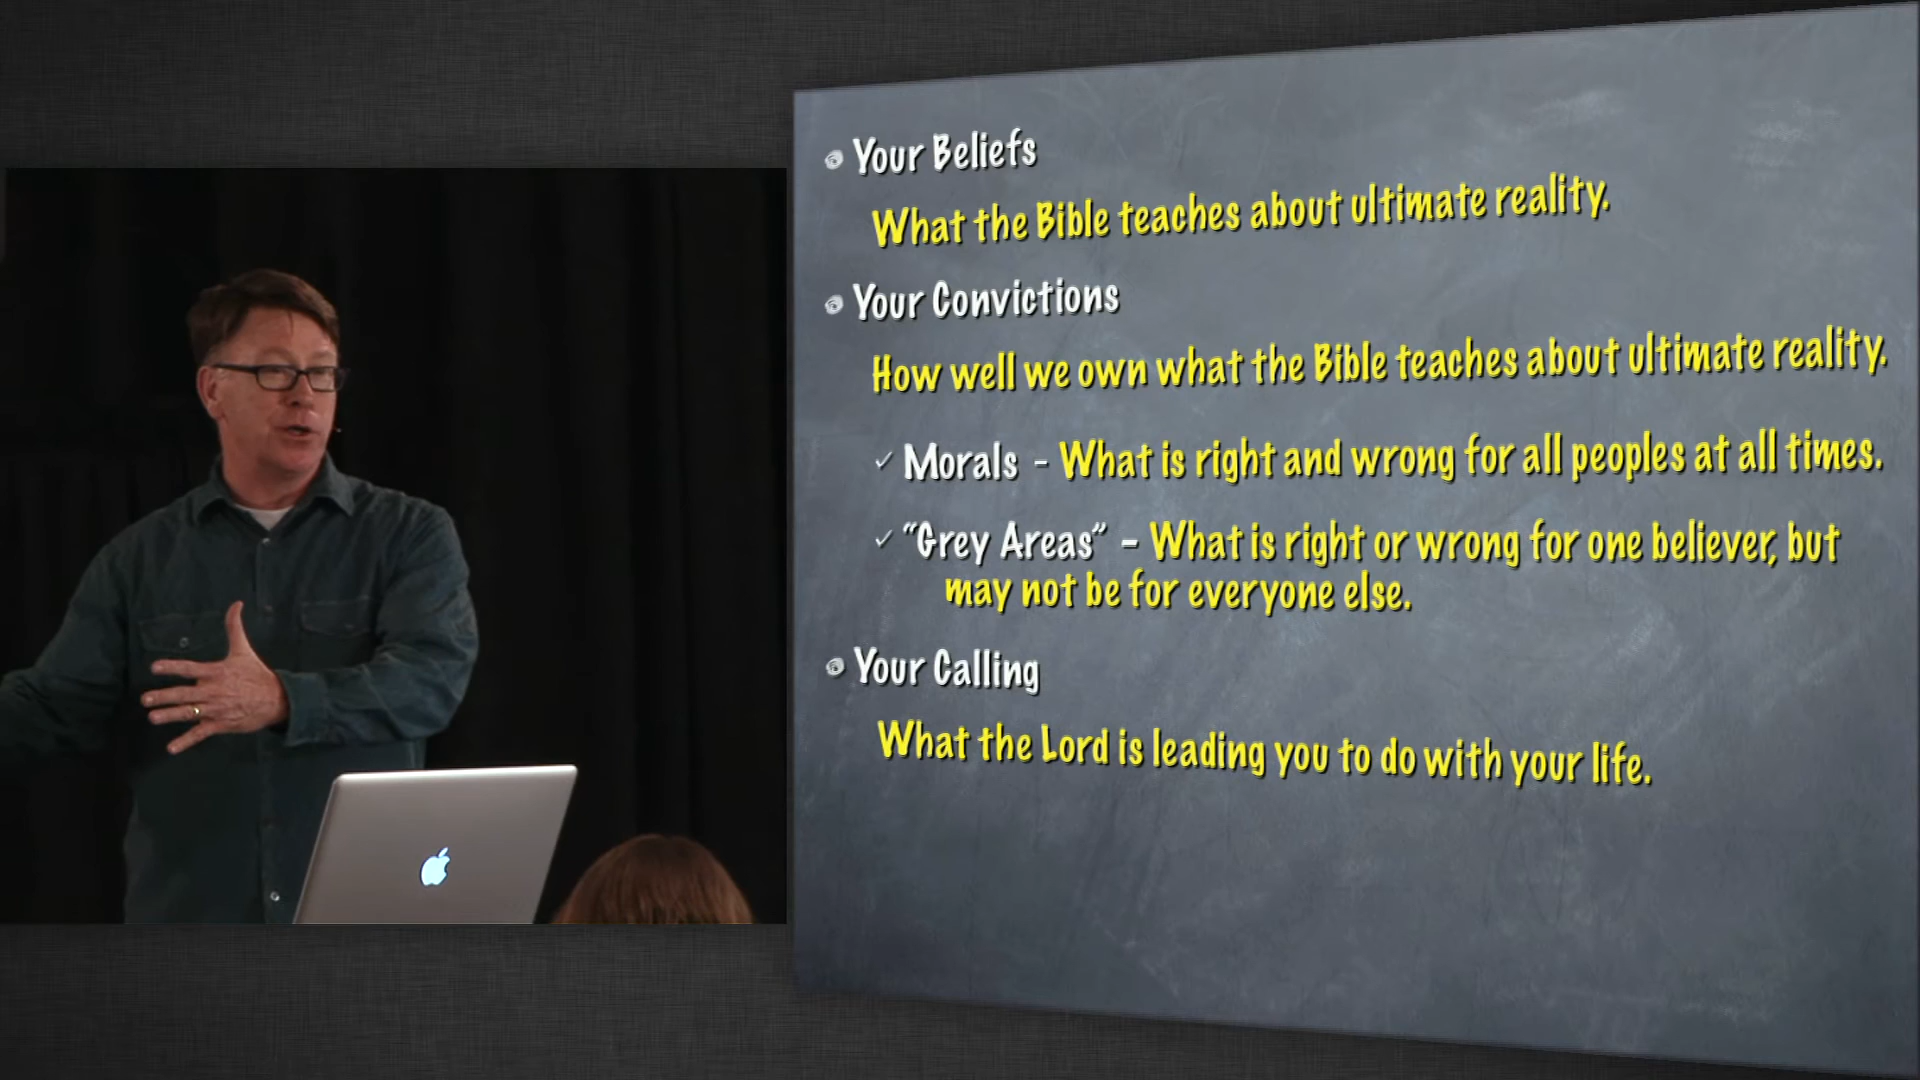 Your Beliefs
What the Bible teaches about ultimate reality.
Your Convictions
How well we own what the Bible teaches about ultimate reality.
✓ Morals - What is right and wrong for all peoples at all times.
✓ "Grey Areas" - What is right or wrong for one believer, but
may not be for everyone else.
Your Calling
What the Lord is leading you to do with your life.